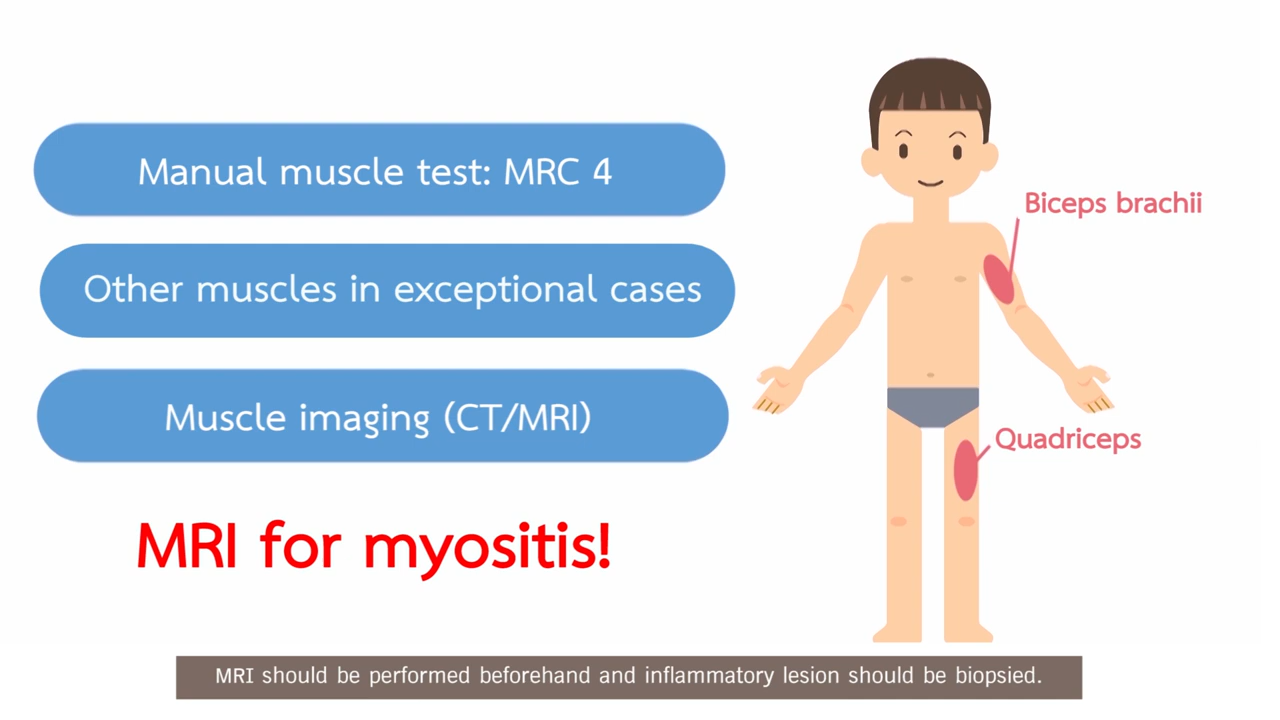 Manual muscle test: MRC 4
Other muscles in exceptional cases
Muscle imaging (CT/MRI)
MRI for myositis!
Biceps brachii
Quadriceps
MRI should be performed beforehand and inflammatory lesion should be biopsied.